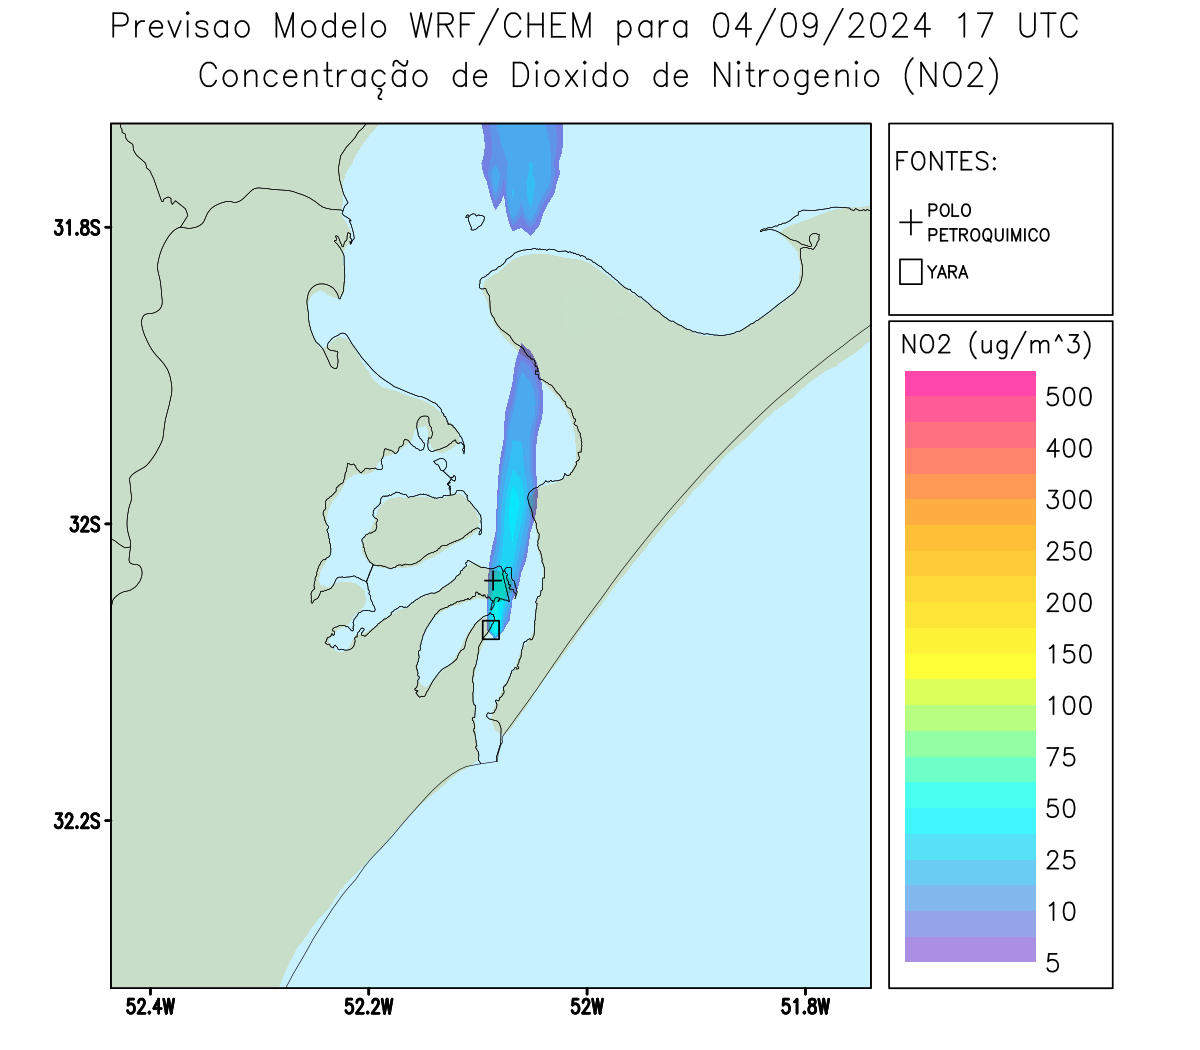 Previsao Modelo WRF/CHEM para 04/09/2024 17 UTC
Concentração de Dioxido de Nitrogenio (NO2)
FONTES:
POLO
PETROQUIMICO
YARA
31.8S
32S
32.2S
52.4W
52.2W
52W
51.8W
NO2 (ug/m^3)
500
400
300
250
200
150
100
75
50
25
10
5